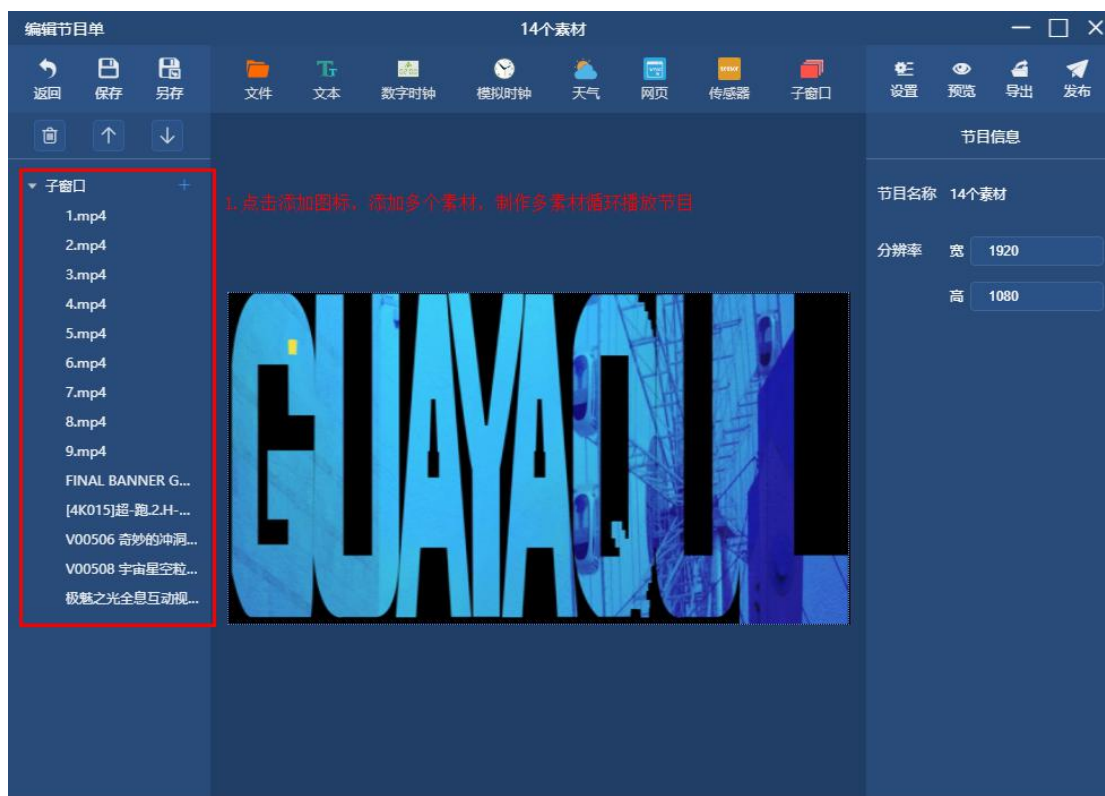 编辑节目单
14个素材
返回 保存 另存 文件 文本 数字时钟 模拟时钟 天气 网页 传感器 子窗口 设置 预览 导出 发布
节目信息
子窗口
1.mp4
2.mp4
3.mp4
4.mp4
5.mp4
6.mp4
7.mp4
8.mp4
9.mp4
FINAL BANNER G...
[4K015]超-跑.2.H-...
V00506 奇妙的冲洞...
V00508 宇宙星空粒...
极魅之光全息互动视...
1.点击添加图标，添加多个素材，制作多素材循环播放节目
GUAYAQUIL
节目名称 14个素材
分辨率 宽 1920
高 1080